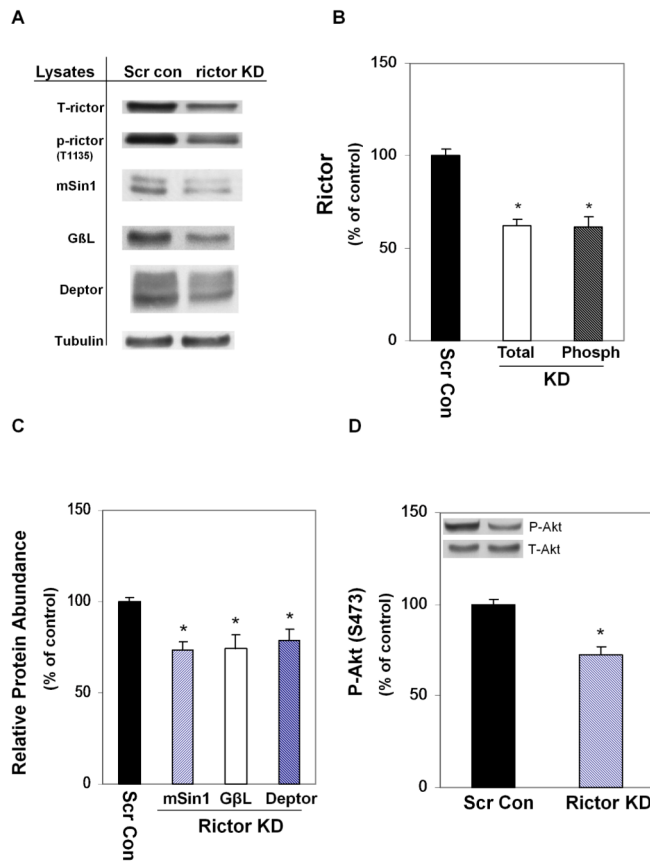 A
Lysates Scr con rictor KD
T-rictor
p-rictor
(T1135)
mSin1
GβL
Deptor
Tubulin
B
Rictor
(% of control)
150
100
50
0
*
*
Scr Con
Total Phosph
KD
C
Relative Protein Abundance
(% of control)
150
100
50
0
*
*
*
Scr Con
mSin1 GβL Deptor
Rictor KD
D
P-Akt (S473)
(% of control)
150
100
50
0
P-Akt
T-Akt
*
Scr Con Rictor KD